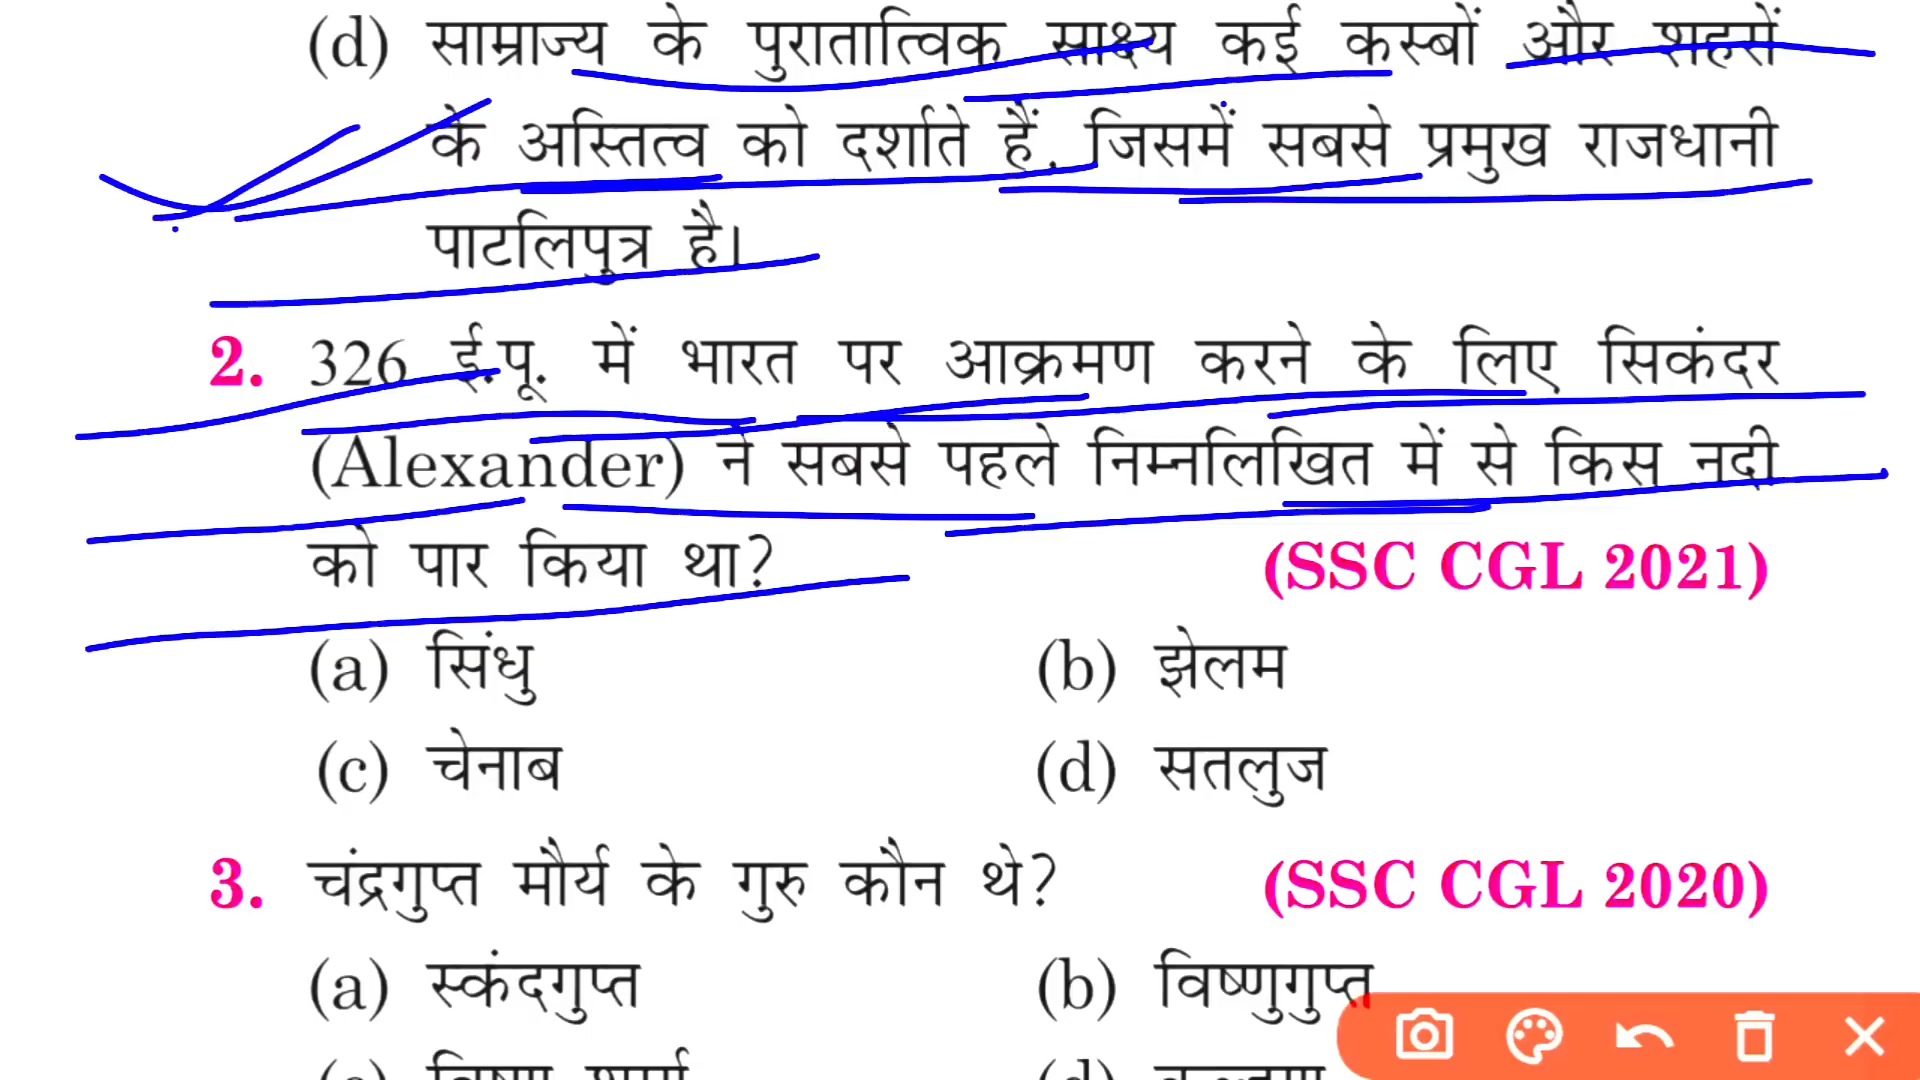 (d) साम्राज्य के पुरातात्विक साक्ष्य कई कस्बों और शहरों
के अस्तित्व को दर्शाते हैं, जिसमें सबसे प्रमुख राजधानी
पाटलिपुत्र है।
2. 326 ई.पू. में भारत पर आक्रमण करने के लिए सिकंदर
(Alexander) ने सबसे पहले निम्नलिखित में से किस नदी
को पार किया था? (SSC CGL 2021)
(a) सिंधु (b) झेलम
(c) चेनाब (d) सतलुज
3. चंद्रगुप्त मौर्य के गुरु कौन थे? (SSC CGL 2020)
(a) स्कंदगुप्त (b) विष्णुगुप्त